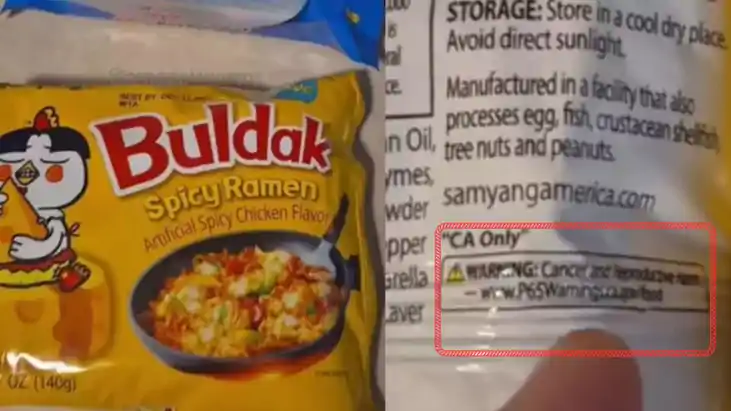 Buldak
Spicy Ramen
Artificial Spicy Chicken Flavor
OZ (140g)
STORAGE: Store in a cool dry place.
Avoid direct sunlight.
Manufactured in a facility that also
processes egg, fish, crustacean shellfish,
tree nuts and peanuts.
samyangamerica.com
"CA Only"
WARNING: Cancer and reproductive harm
– www.P65Warnings.ca.gov/food